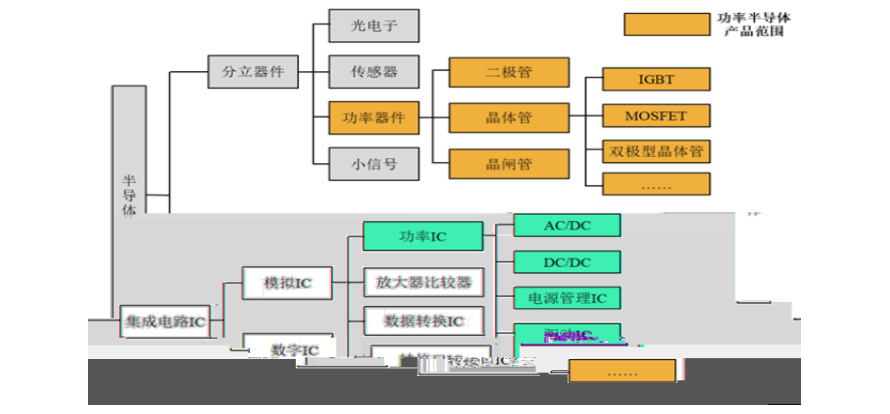 功率半导体
产品范围
光电子
分立器件
传感器
二极管
IGBT
功率器件
晶体管
MOSFET
小信号
晶闸管
双极型晶体管
……
半导体
功率IC
AC/DC
DC/DC
模拟IC
放大器比较器
电源管理IC
集成电路IC
数据转换IC
驱动IC
数字IC
……